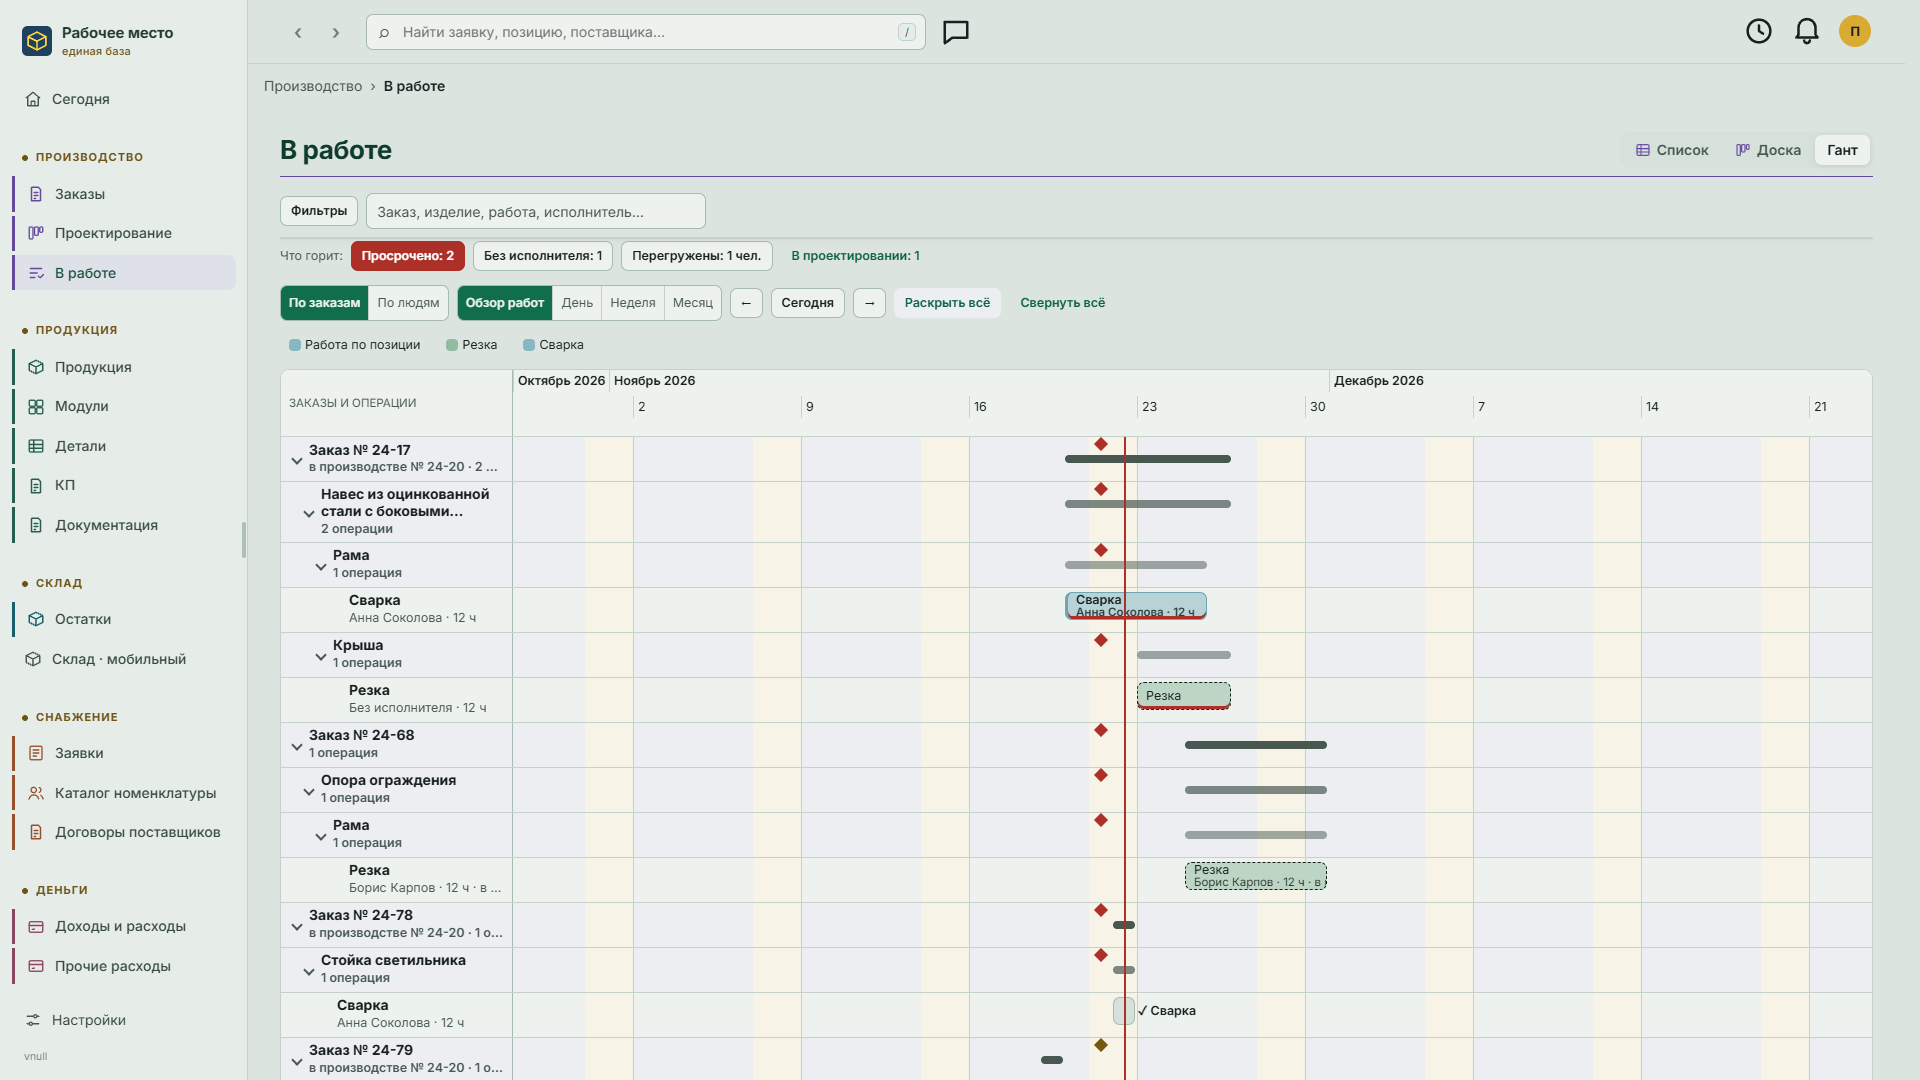 Рабочее место
единая база
Сегодня
ПРОИЗВОДСТВО
Заказы
Проектирование
В работе
ПРОДУКЦИЯ
Продукция
Модули
Детали
КП
Документация
СКЛАД
Остатки
Склад · мобильный
СНАБЖЕНИЕ
Заявки
Каталог номенклатуры
Договоры поставщиков
ДЕНЬГИ
Доходы и расходы
Прочие расходы
Настройки
vnull
Найти заявку, позицию, поставщика...
/
П
Производство › В работе
В работе
Список
Доска
Гант
Фильтры
Заказ, изделие, работа, исполнитель...
Что горит:
Просрочено: 2
Без исполнителя: 1
Перегружены: 1 чел.
В проектировании: 1
По заказам
По людям
Обзор работ
День
Неделя
Месяц
←
Сегодня
→
Раскрыть всё
Свернуть всё
Работа по позиции
Резка
Сварка
ЗАКАЗЫ И ОПЕРАЦИИ
Октябрь 2026
Ноябрь 2026
Декабрь 2026
2
9
16
23
30
7
14
21
Заказ № 24-17
в производстве № 24-20 · 2 ...
Навес из оцинкованной
стали с боковыми...
2 операции
Рама
1 операция
Сварка
Анна Соколова · 12 ч
Сварка
Анна Соколова · 12 ч
Крыша
1 операция
Резка
Без исполнителя · 12 ч
Резка
Заказ № 24-68
1 операция
Опора ограждения
1 операция
Рама
1 операция
Резка
Борис Карпов · 12 ч · в ...
Резка
Борис Карпов · 12 ч · в
Заказ № 24-78
в производстве № 24-20 · 1 о...
Стойка светильника
1 операция
Сварка
Анна Соколова · 12 ч
✓ Сварка
Заказ № 24-79
в производстве № 24-20 · 1 о...